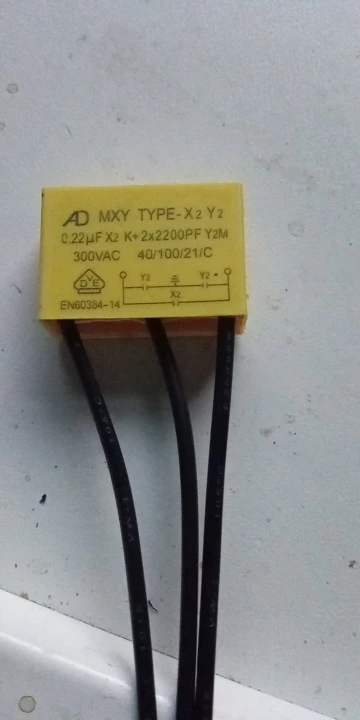 AD MXY TYPE-X2 Y2
0.22µF X2 K+2x2200PF Y2M
300VAC 40/100/21/C
DVE
Y2 Y2
X2
EN60384-14